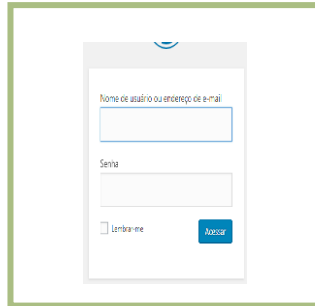 Nome de usuário ou endereço de e-mail
Senha
Lembrar-me
Acessar